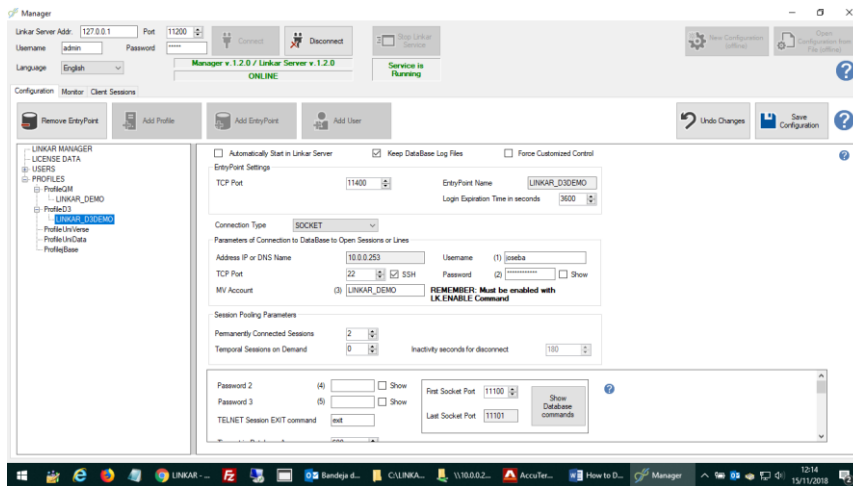 Manager
Linkar Server Addr. 127.0.0.1 Port 11200
Username admin Password *****
Language English
Connect
Disconnect
Stop Linkar Service
New Configuration (offline)
Open Configuration from File (offline)
Manager v.1.2.0 / Linkar Server v.1.2.0
ONLINE
Service is Running
Configuration Monitor Client Sessions
Remove EntryPoint
Add Profile
Add EntryPoint
Add User
Undo Changes
Save Configuration
LINKAR MANAGER
LICENSE DATA
USERS
PROFILES
ProfileQM
LINKAR_DEMO
ProfileD3
LINKAR_D3DEMO
ProfileUniVerse
ProfileUniData
ProfilejBase
Automatically Start in Linkar Server Keep DataBase Log Files Force Customized Control
EntryPoint Settings
TCP Port 11400 EntryPoint Name LINKAR_D3DEMO
Login Expiration Time in seconds 3600
Connection Type SOCKET
Parameters of Connection to DataBase to Open Sessions or Lines
Address IP or DNS Name 10.0.0.253 Username (1) joseba
TCP Port 22 SSH Password (2) ************ Show
MV Account (3) LINKAR_DEMO REMEMBER: Must be enabled with
LK.ENABLE Command
Session Pooling Parameters
Permanently Connected Sessions 2
Temporal Sessions on Demand 0 Inactivity seconds for disconnect 180
Password 2 (4) Show
Password 3 (5) Show
TELNET Session EXIT command exit
First Socket Port 11100
Last Socket Port 11101
Show Database commands
LINKAR - ... Bandeja d... C:\LINKA... \\10.0.0.2... AccuTer... How to D... Manager
12:14
15/11/2018